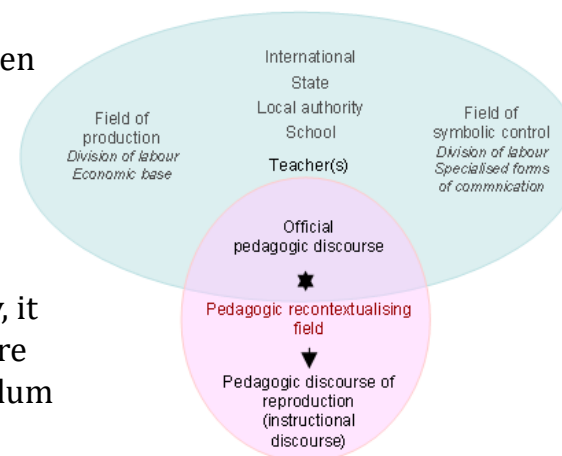 en
y, it
re
lum
International
State
Local authority
School
Teacher(s)
Field of
production
Division of labour
Economic base
Field of
symbolic control
Division of labour
Specialised forms
of commnication
Official
pedagogic discourse
Pedagogic recontextualising
field
Pedagogic discourse of
reproduction
(instructional
discourse)